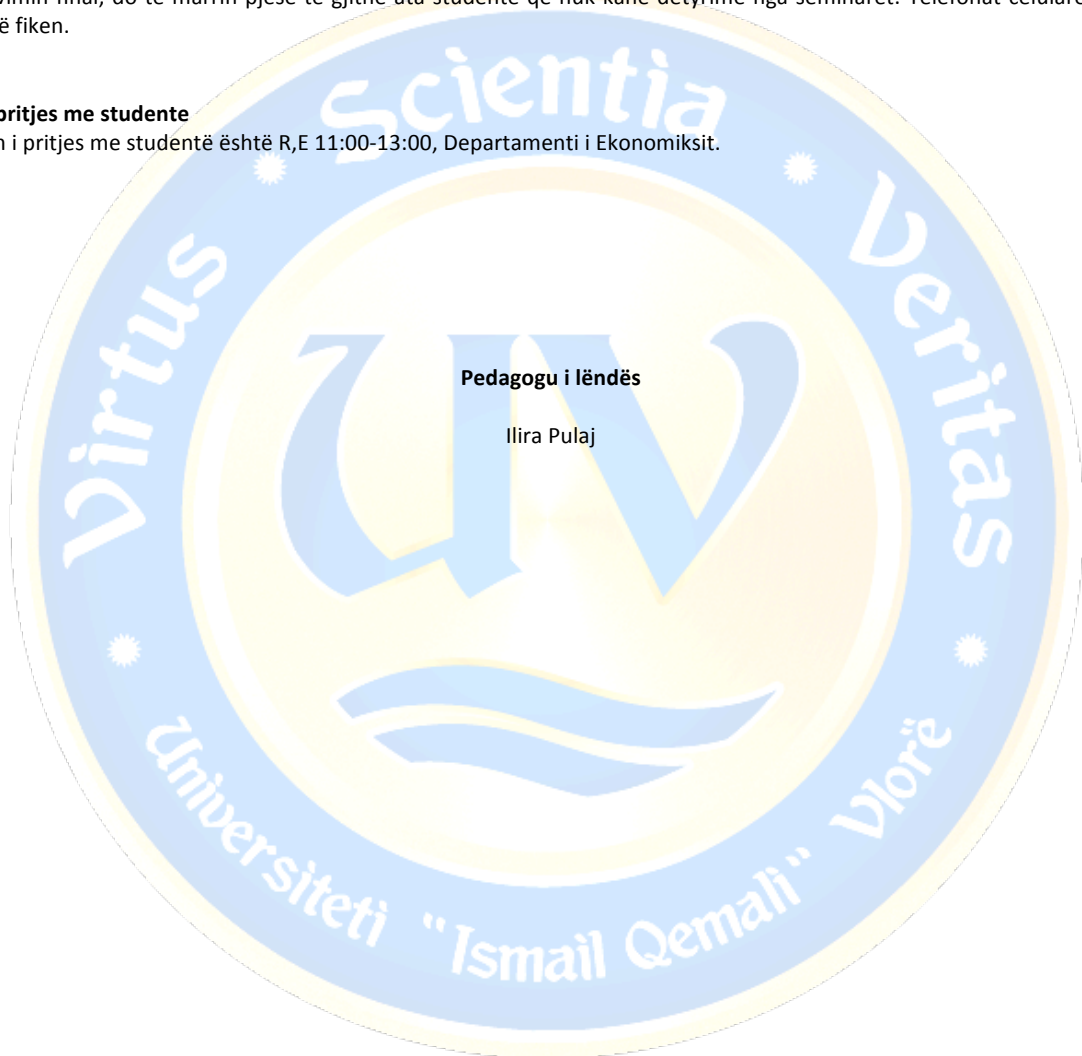 final, do të marrin pjesë të gjithë ata studentë që nuk kanë detyrime nga seminaret. Telefonat celularë
fiken.
pritjes me studente
i pritjes me studentë është R,E 11:00-13:00, Departamenti i Ekonomiksit.
Scientia
Virtus
Veritas
UV
Pedagogu i lëndës
Ilira Pulaj
Universiteti "Ismail Qemali" Vlorë